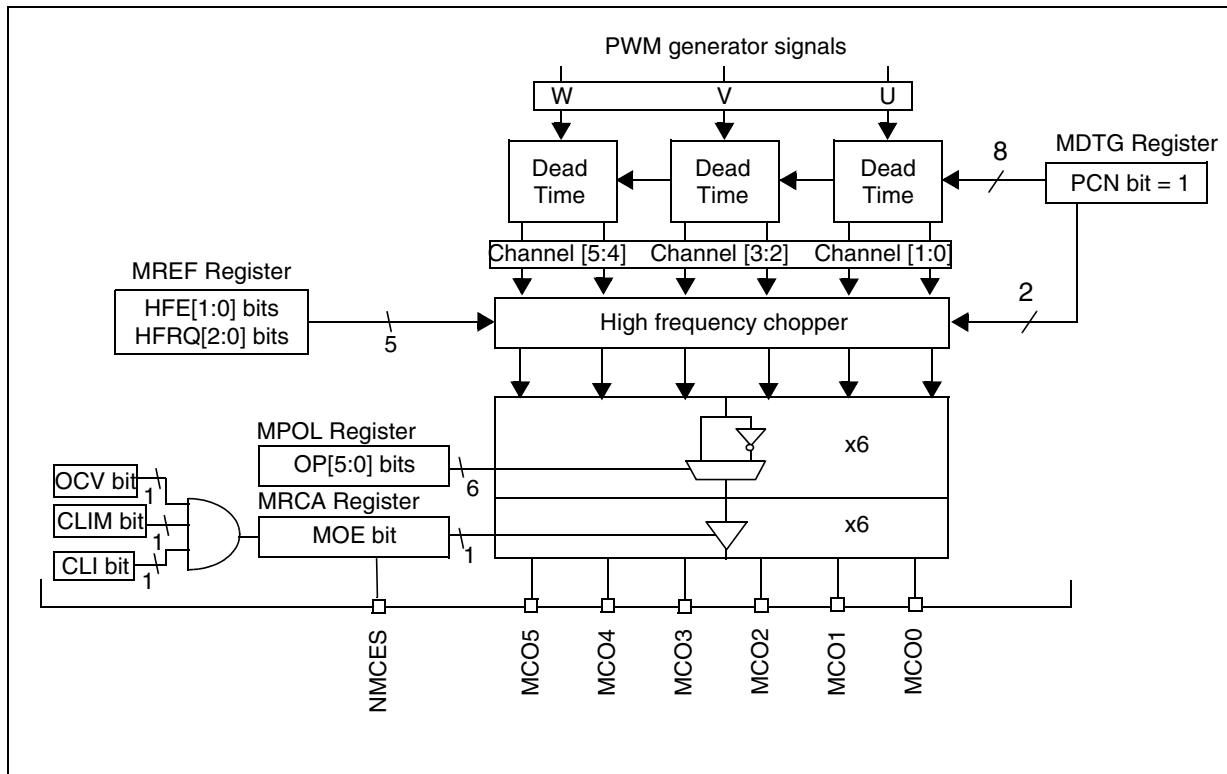 PWM generator signals
W V U
MDTG Register
8
PCN bit = 1
Dead
Time
Dead
Time
Dead
Time
Channel [5:4] Channel [3:2] Channel [1:0]
MREF Register
HFE[1:0] bits
HFRQ[2:0] bits
5
High frequency chopper
2
MPOL Register
OP[5:0] bits
6
x6
OCV bit
1
CLIM bit
1
CLI bit
1
MRCA Register
MOE bit
1
x6
NMCES
MCO5
MCO4
MCO3
MCO2
MCO1
MCO0